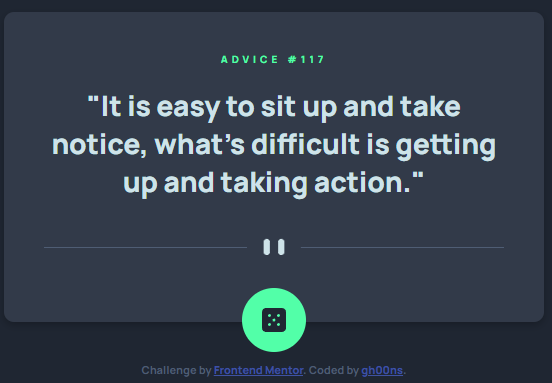 ADVICE #117
"It is easy to sit up and take
notice, what's difficult is getting
up and taking action."
Challenge by Frontend Mentor. Coded by gh00ns.